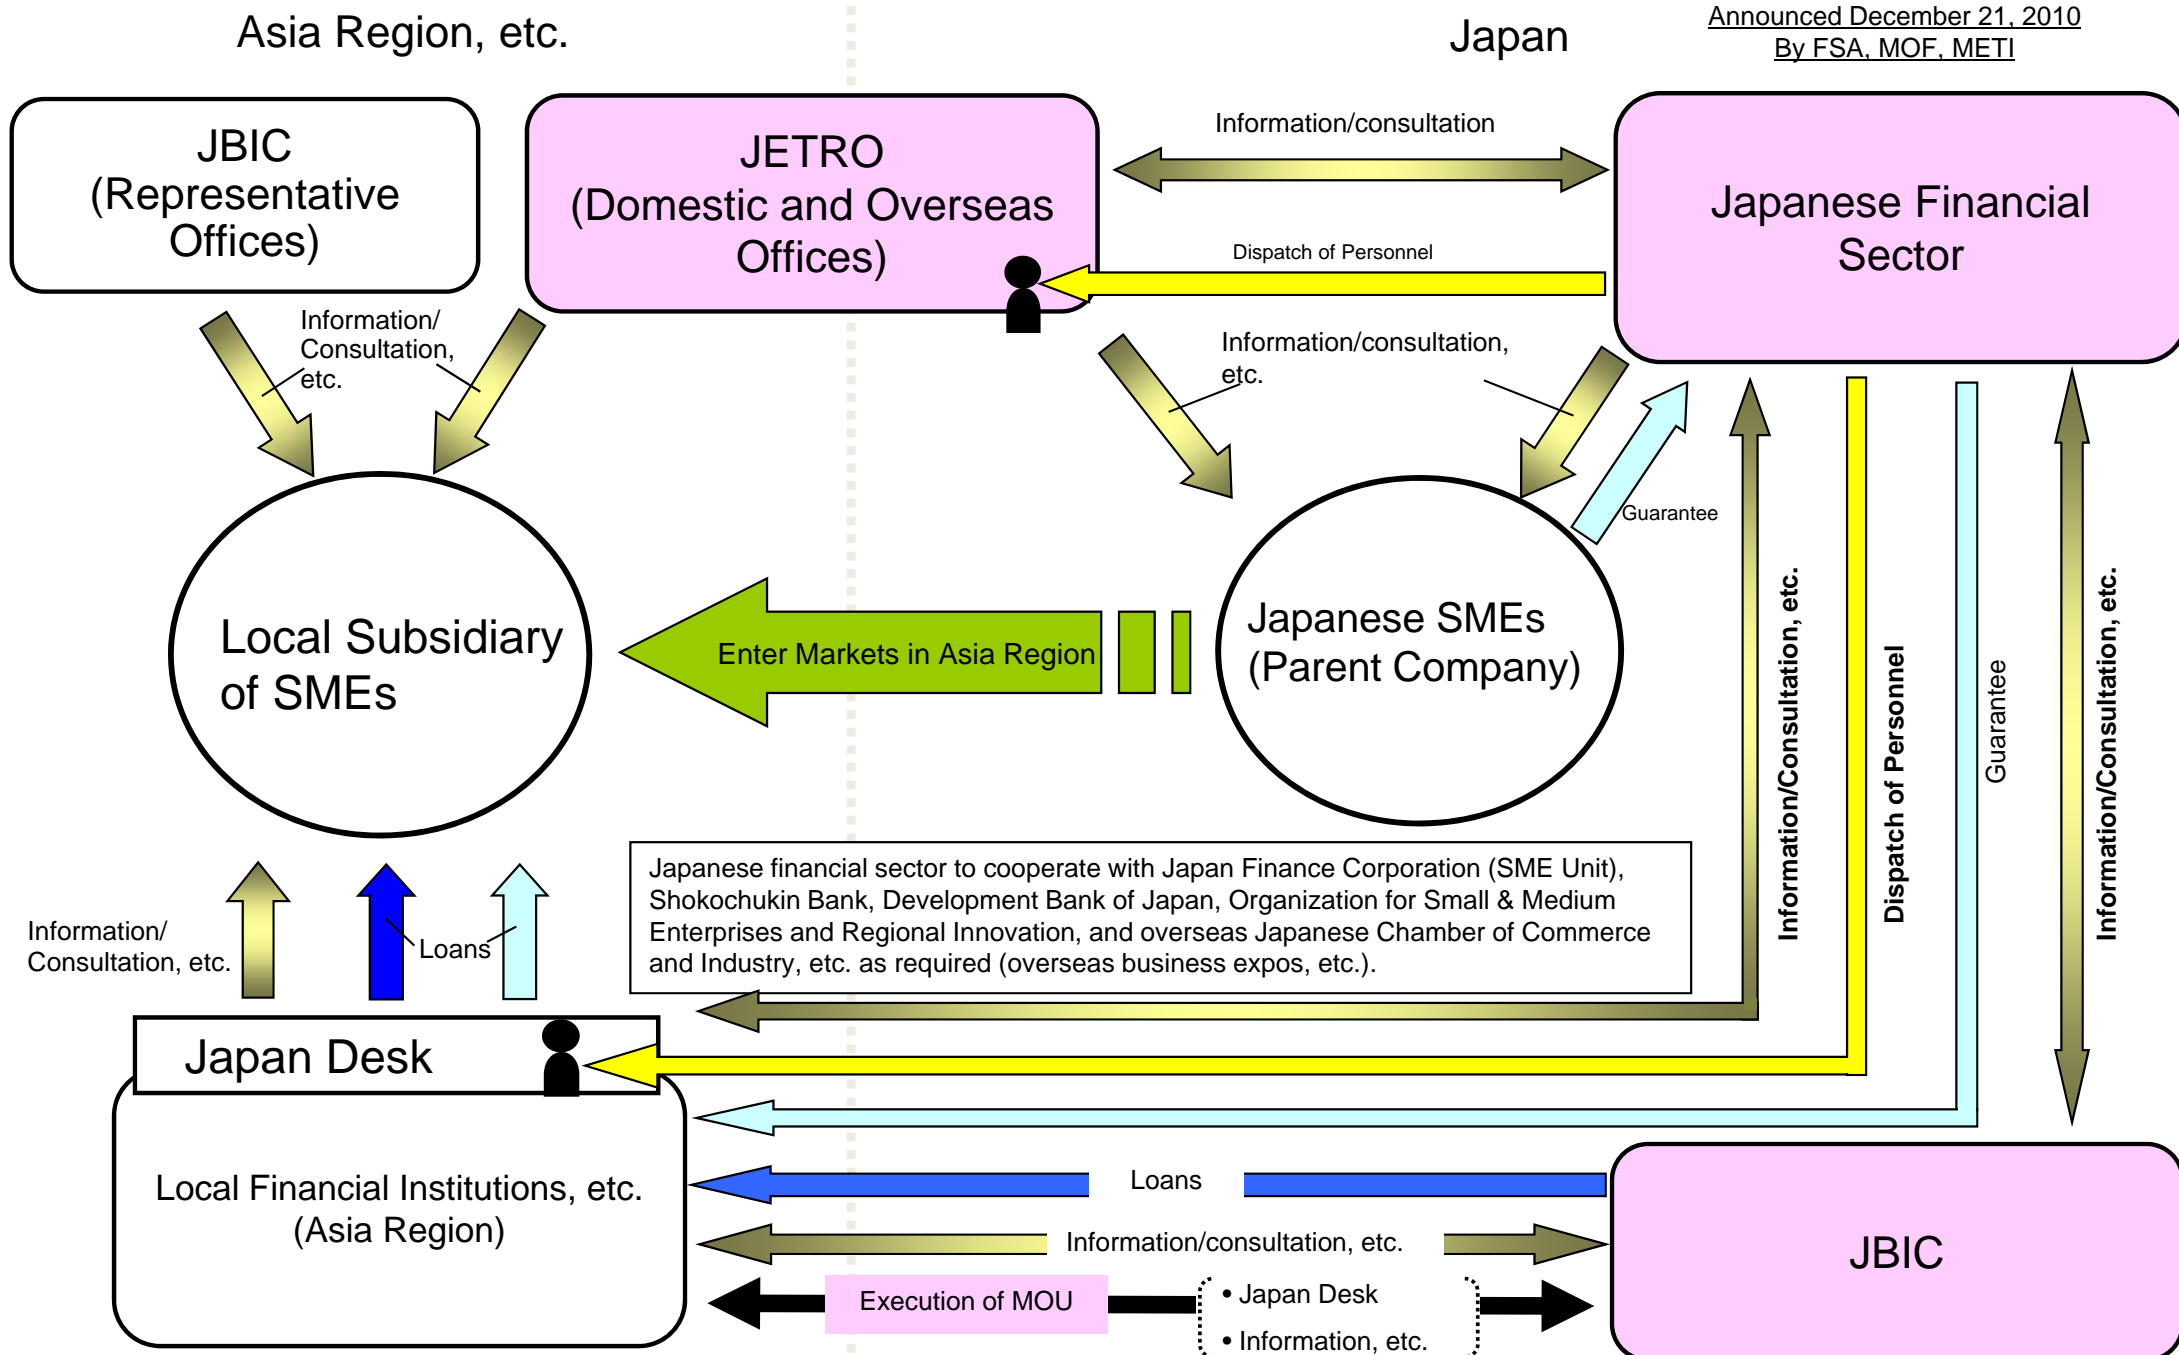 Asia Region, etc.
Japan
Announced December 21, 2010
By FSA, MOF, METI
JBIC
(Representative
Offices)
JETRO
(Domestic and Overseas
Offices)
Information/consultation
Japanese Financial
Sector
Dispatch of Personnel
Information/
Consultation,
etc.
Information/consultation,
etc.
Guarantee
Local Subsidiary
of SMEs
Enter Markets in Asia Region
Japanese SMEs
(Parent Company)
Information/Consultation, etc.
Dispatch of Personnel
Guarantee
Information/Consultation, etc.
Japanese financial sector to cooperate with Japan Finance Corporation (SME Unit),
Shokochukin Bank, Development Bank of Japan, Organization for Small & Medium
Enterprises and Regional Innovation, and overseas Japanese Chamber of Commerce
and Industry, etc. as required (overseas business expos, etc.).
Information/
Consultation, etc.
Loans
Japan Desk
Local Financial Institutions, etc.
(Asia Region)
Loans
Information/consultation, etc.
Execution of MOU
• Japan Desk
• Information, etc.
JBIC